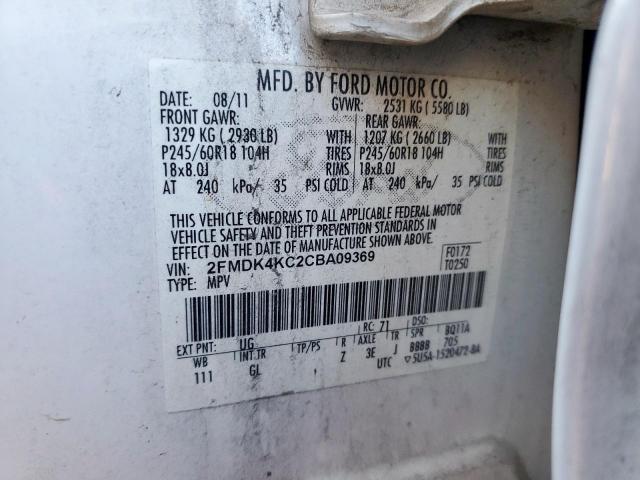 MFD. BY FORD MOTOR CO.
DATE: 08/11 GVWR: 2531 KG ( 5580 LB)
FRONT GAWR: REAR GAWR:
1329 KG ( 2930 LB) WITH 1207 KG ( 2660 LB) WITH
P245/60R18 104H TIRES P245/60R18 104H TIRES
18x8.0J RIMS 18x8.0J RIMS
AT 240 kPa/ 35 PSI COLD AT 240 kPa/ 35 PSI COLD
THIS VEHICLE CONFORMS TO ALL APPLICABLE FEDERAL MOTOR
VEHICLE SAFETY AND THEFT PREVENTION STANDARDS IN
EFFECT ON THE DATE OF MANUFACTURE SHOWN ABOVE.
VIN: 2FMDK4KC2CBA09369 F0172
TYPE: MPV T0250
EXT PNT: UG RC: 71 DSO:
WB INT TR TP/PS R AXLE TR SPR BQ11A
111 GL Z 3E J BBBB 705
UTC ▽5U5A-1520472-BA